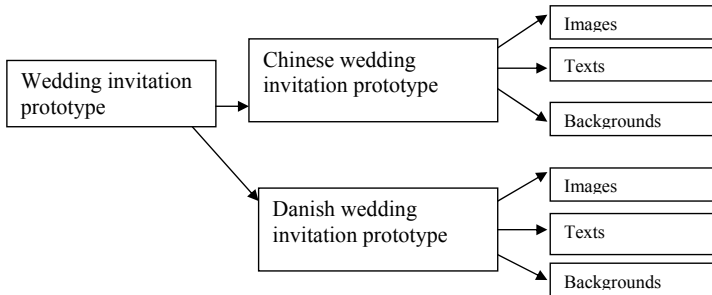 Wedding invitation
prototype
Chinese wedding
invitation prototype
Images
Texts
Backgrounds
Danish wedding
invitation prototype
Images
Texts
Backgrounds